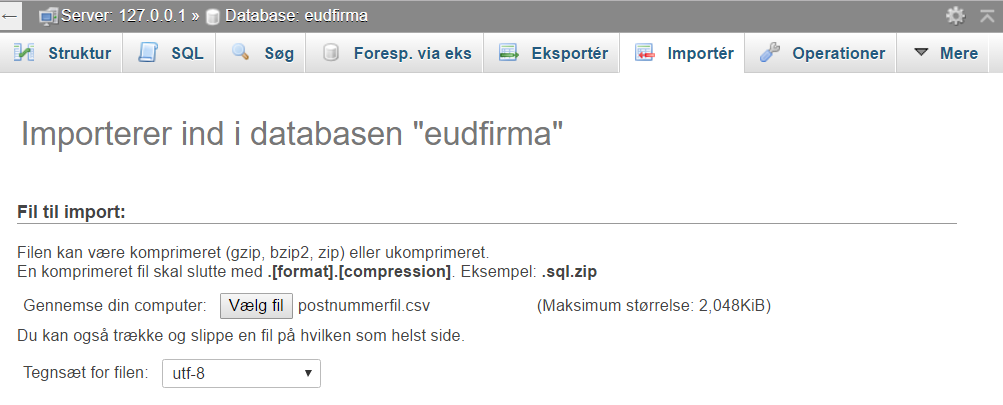 ← Server: 127.0.0.1 » Database: eudfirma
Struktur SQL Søg Foresp. via eks Eksportér Importér Operationer Mere
Importerer ind i databasen "eudfirma"
Fil til import:
Filen kan være komprimeret (gzip, bzip2, zip) eller ukomprimeret.
En komprimeret fil skal slutte med .[format].[compression]. Eksempel: .sql.zip
Gennemse din computer: Vælg fil postnummerfil.csv (Maksimum størrelse: 2,048KiB)
Du kan også trække og slippe en fil på hvilken som helst side.
Tegnsæt for filen: utf-8